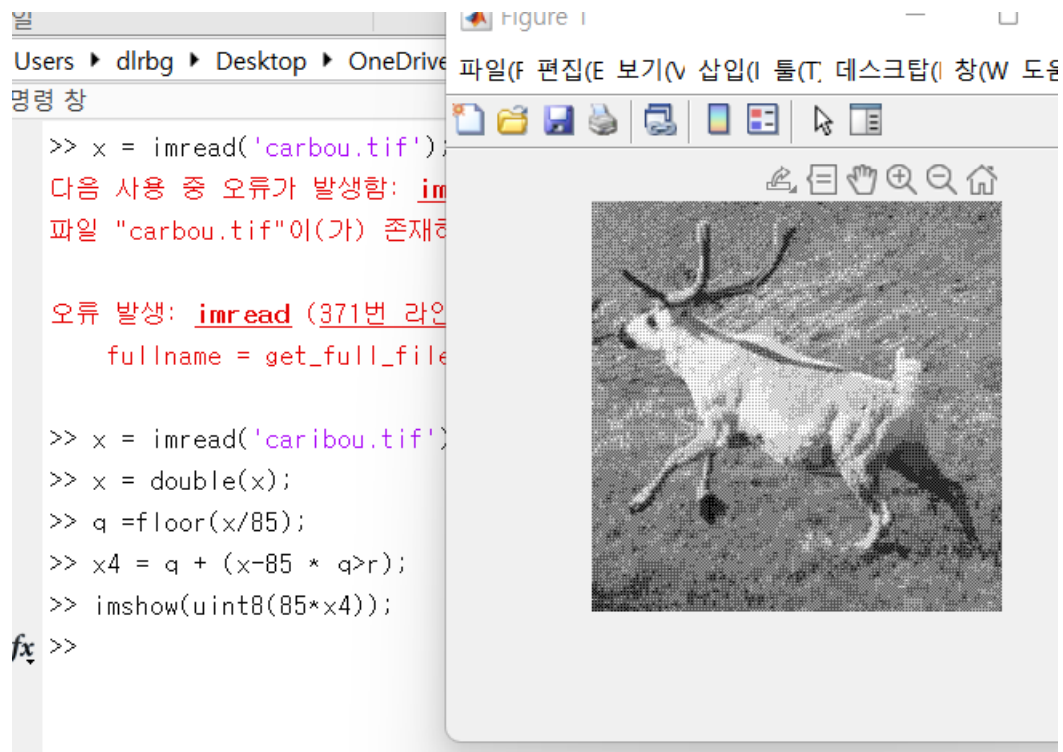 일
Users ▸ dlrbg ▸ Desktop ▸ OneDrive
명령 창
>> x = imread('carbou.tif');
다음 사용 중 오류가 발생함: im
파일 "carbou.tif"이(가) 존재하
오류 발생: imread (371번 라인
fullname = get_full_file
>> x = imread('caribou.tif')
>> x = double(x);
>> q =floor(x/85);
>> x4 = q + (x-85 * q>r);
>> imshow(uint8(85*x4));
fx >>
Figure 1
파일(F 편집(E 보기(V 삽입(I 툴(T) 데스크탑( 창(W 도움